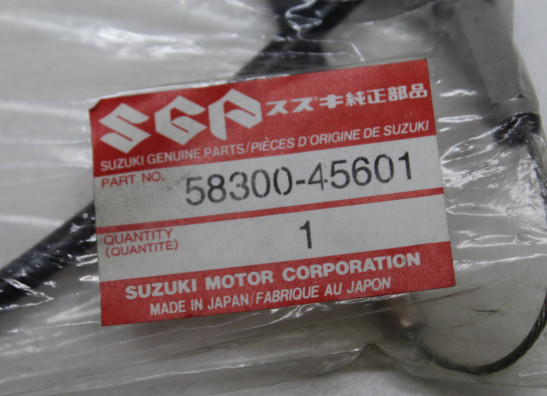 SGP スズキ純正部品
SUZUKI GENUINE PARTS/PIÈCES D'ORIGINE DE SUZUKI
PART NO. 58300-45601
QUANTITY 1
(QUANTITÉ)
SUZUKI MOTOR CORPORATION
MADE IN JAPAN/FABRIQUE AU JAPON